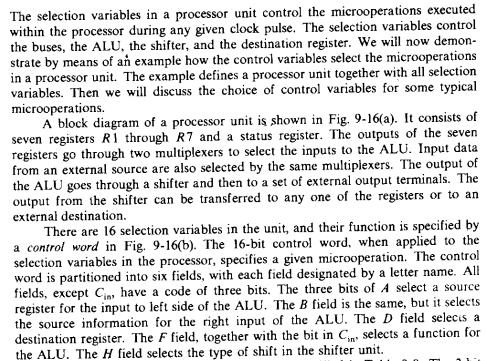 The selection variables in a processor unit control the microoperations executed
within the processor during any given clock pulse. The selection variables control
the buses, the ALU, the shifter, and the destination register. We will now demon-
strate by means of an example how the control variables select the microoperations
in a processor unit. The example defines a processor unit together with all selection
variables. Then we will discuss the choice of control variables for some typical
microoperations.
A block diagram of a processor unit is shown in Fig. 9-16(a). It consists of
seven registers R1 through R7 and a status register. The outputs of the seven
registers go through two multiplexers to select the inputs to the ALU. Input data
from an external source are also selected by the same multiplexers. The output of
the ALU goes through a shifter and then to a set of external output terminals. The
output from the shifter can be transferred to any one of the registers or to an
external destination.
There are 16 selection variables in the unit, and their function is specified by
a control word in Fig. 9-16(b). The 16-bit control word, when applied to the
selection variables in the processor, specifies a given microoperation. The control
word is partitioned into six fields, with each field designated by a letter name. All
fields, except Cin, have a code of three bits. The three bits of A select a source
register for the input to left side of the ALU. The B field is the same, but it selects
the source information for the right input of the ALU. The D field selects a
destination register. The F field, together with the bit in Cin, selects a function for
the ALU. The H field selects the type of shift in the shifter unit.